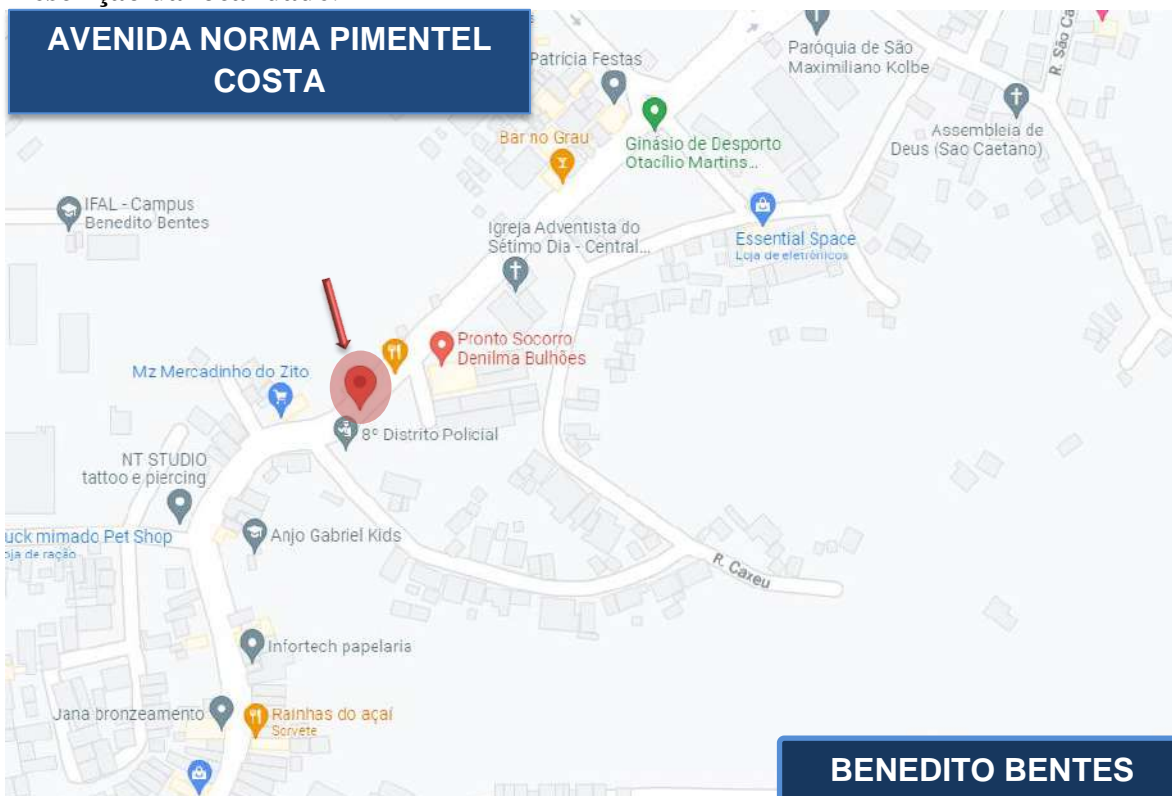 AVENIDA NORMA PIMENTEL
COSTA
Patrícia Festas
Paróquia de São
Maximiliano Kolbe
R. São Ca
Bar no Grau
Ginásio de Desporto
Otacílio Martins...
Assembleia de
Deus (Sao Caetano)
IFAL - Campus
Benedito Bentes
Igreja Adventista do
Sétimo Dia - Central...
Essential Space
Loja de eletrônicos
Pronto Socorro
Denilma Bulhões
Mz Mercadinho do Zito
8º Distrito Policial
NT STUDIO
tattoo e piercing
uck mimado Pet Shop
oja de ração
Anjo Gabriel Kids
R. Caxeu
Infortech papelaria
Jana bronzeamento
Rainhas do açaí
Sorvete
BENEDITO BENTES